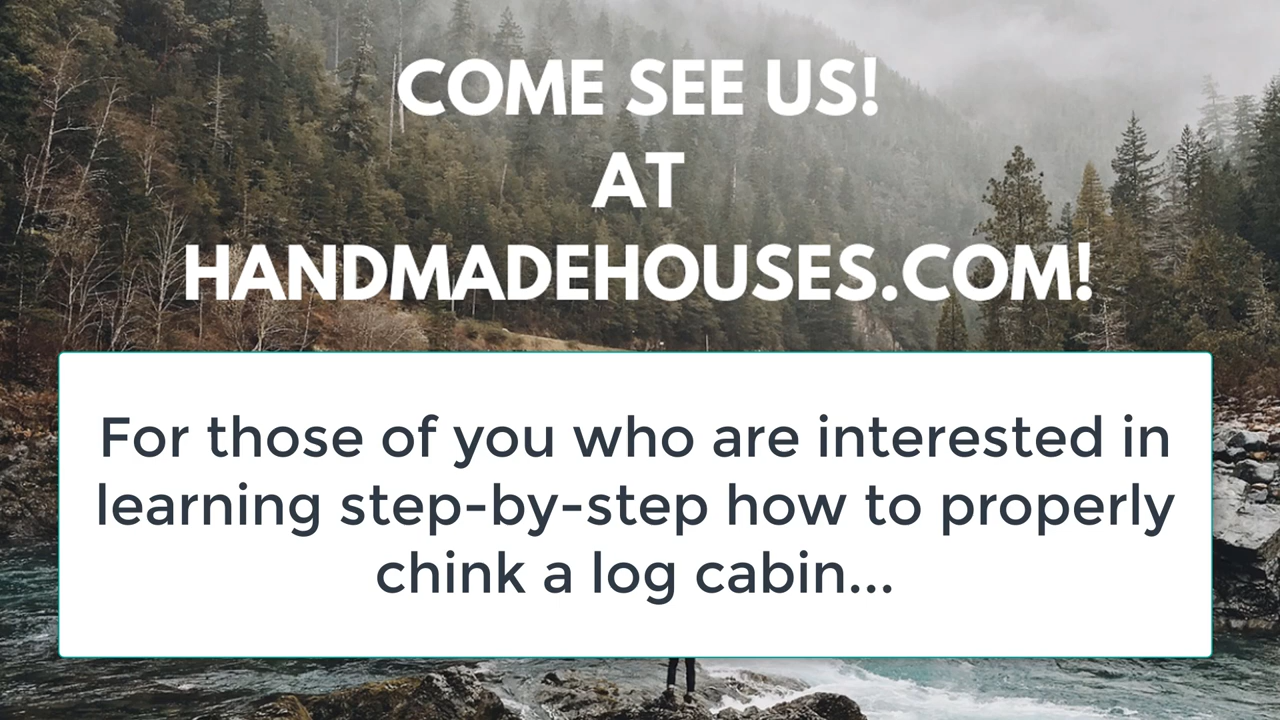 COME SEE US!
AT
HANDMADEHOUSES.COM!
For those of you who are interested in
learning step-by-step how to properly
chink a log cabin...